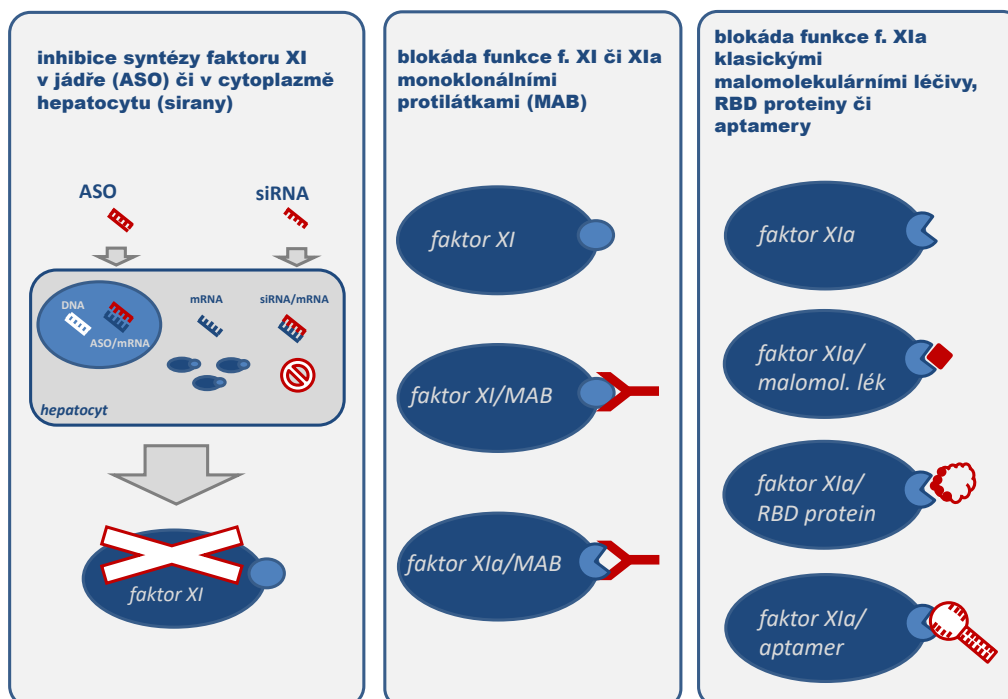 inhibice syntézy faktoru XI
v jádře (ASO) či v cytoplazmě
hepatocytu (sirany)
ASO
siRNA
DNA
ASO/mRNA
mRNA
siRNA/mRNA
hepatocyt
faktor XI
blokáda funkce f. XI či XIa
monoklonálními
protilátkami (MAB)
faktor XI
faktor XI/MAB
faktor XIa/MAB
blokáda funkce f. XIa
klasickými
malomolekulárními léčivy,
RBD proteiny či
aptamery
faktor XIa
faktor XIa/
malomol. lék
faktor XIa/
RBD protein
faktor XIa/
aptamer